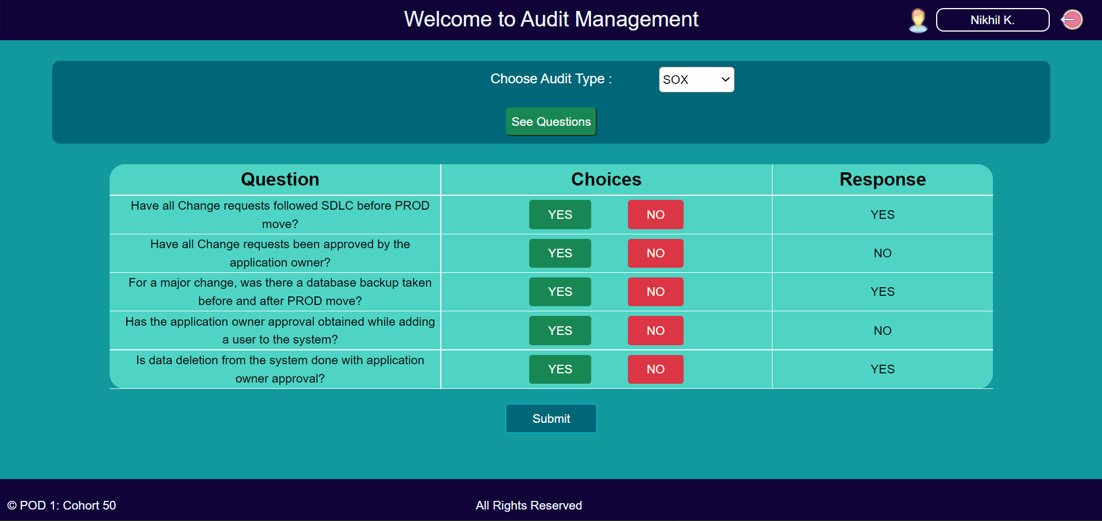 Welcome to Audit Management
Nikhil K.
Choose Audit Type :
SOX
See Questions
Question Choices Response
Have all Change requests followed SDLC before PROD
move?
YES NO YES
Have all Change requests been approved by the
application owner?
YES NO NO
For a major change, was there a database backup taken
before and after PROD move?
YES NO YES
Has the application owner approval obtained while adding
a user to the system?
YES NO NO
Is data deletion from the system done with application
owner approval?
YES NO YES
Submit
© POD 1: Cohort 50
All Rights Reserved